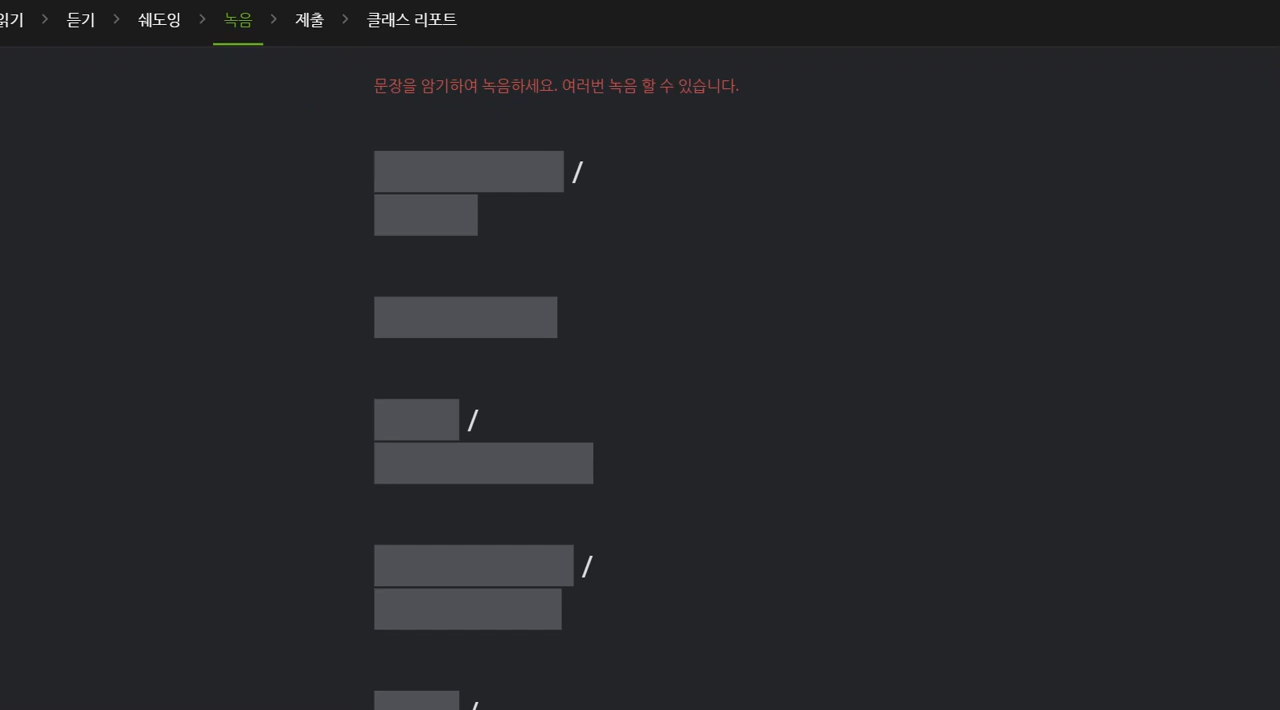 읽기 > 듣기 > 쉐도잉 > 녹음 > 제출 > 클래스 리포트
문장을 암기하여 녹음하세요. 여러번 녹음 할 수 있습니다.
/
/
/
/